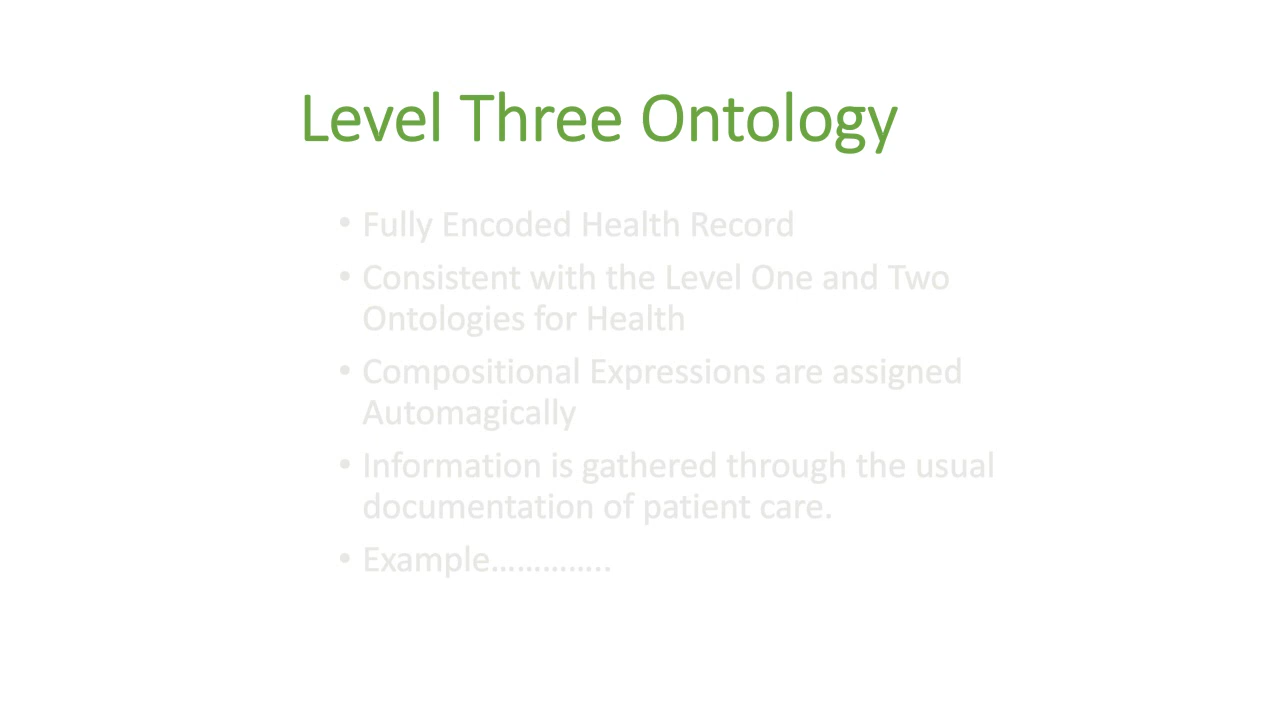 Level Three Ontology
• Fully Encoded Health Record
• Consistent with the Level One and Two
Ontologies for Health
• Compositional Expressions are assigned
Automagically
• Information is gathered through the usual
documentation of patient care.
• Example…………..